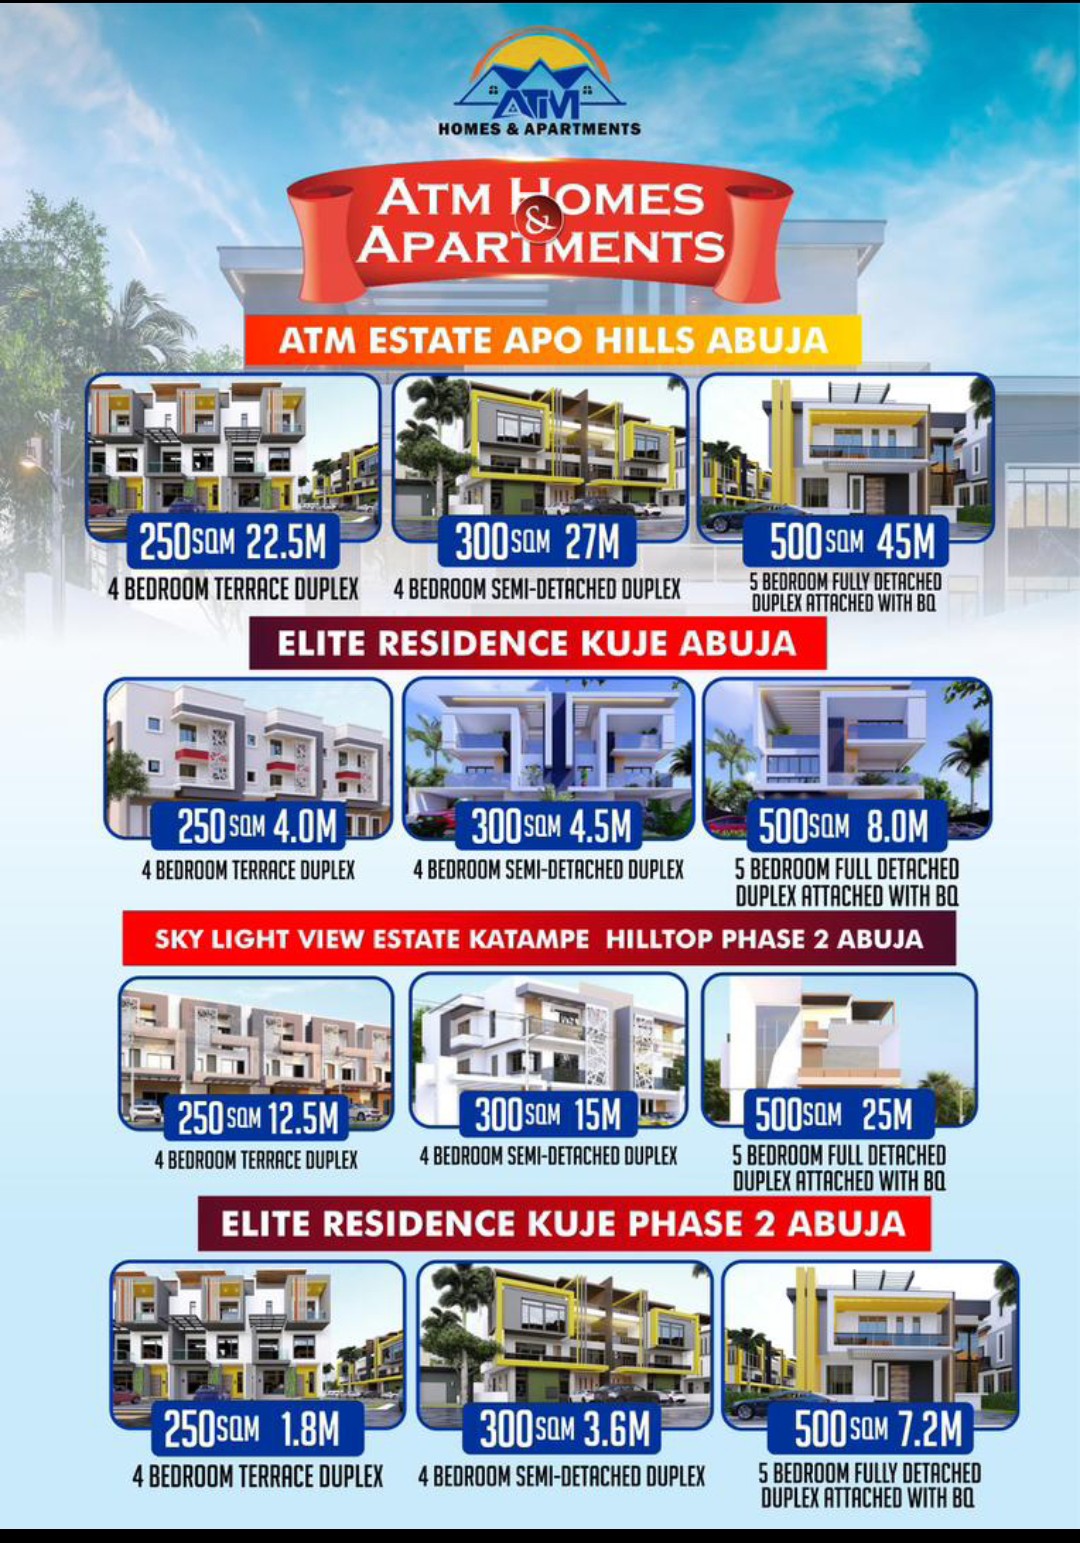 ATM
HOMES & APARTMENTS
ATM HOMES
&
APARTMENTS
ATM ESTATE APO HILLS ABUJA
250SQM 22.5M
300SQM 27M
500SQM 45M
4 BEDROOM TERRACE DUPLEX
4 BEDROOM SEMI-DETACHED DUPLEX
5 BEDROOM FULLY DETACHED
DUPLEX ATTACHED WITH BQ
ELITE RESIDENCE KUJE ABUJA
250SQM 4.0M
300SQM 4.5M
500SQM 8.0M
4 BEDROOM TERRACE DUPLEX
4 BEDROOM SEMI-DETACHED DUPLEX
5 BEDROOM FULL DETACHED
DUPLEX ATTACHED WITH BQ
SKY LIGHT VIEW ESTATE KATAMPE HILLTOP PHASE 2 ABUJA
250SQM 12.5M
300SQM 15M
500SQM 25M
4 BEDROOM TERRACE DUPLEX
4 BEDROOM SEMI-DETACHED DUPLEX
5 BEDROOM FULL DETACHED
DUPLEX ATTACHED WITH BQ
ELITE RESIDENCE KUJE PHASE 2 ABUJA
250SQM 1.8M
300SQM 3.6M
500SQM 7.2M
4 BEDROOM TERRACE DUPLEX
4 BEDROOM SEMI-DETACHED DUPLEX
5 BEDROOM FULLY DETACHED
DUPLEX ATTACHED WITH BQ